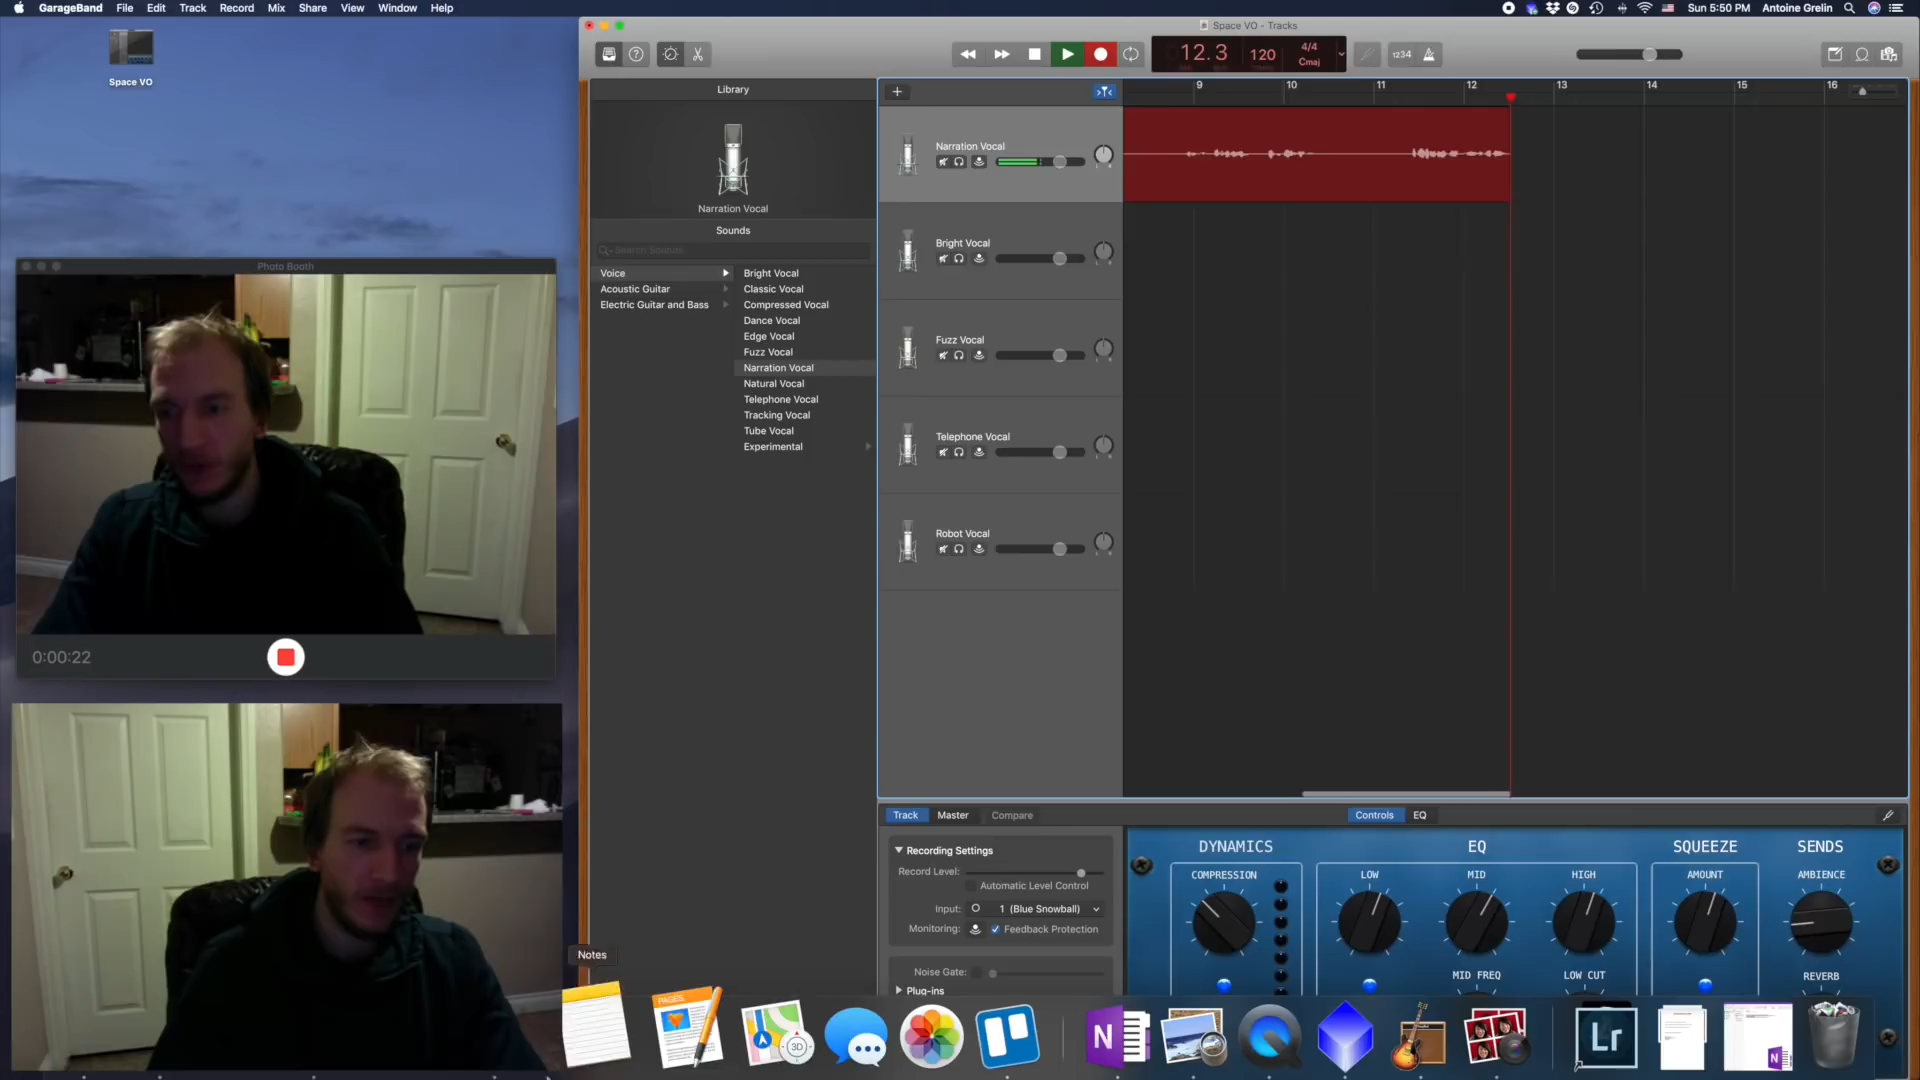 GarageBand File Edit Track Record Mix Share View Window Help
Sun 5:50 PM Antoine Grelin
Space VO
Space VO - Tracks
12.3 120 4/4 Cmaj
1234
Library
9 10 11 12 13 14 15 16
Narration Vocal
Sounds
Search Sounds
Voice
Acoustic Guitar
Electric Guitar and Bass
Bright Vocal
Classic Vocal
Compressed Vocal
Dance Vocal
Edge Vocal
Fuzz Vocal
Narration Vocal
Natural Vocal
Telephone Vocal
Tracking Vocal
Tube Vocal
Experimental
Narration Vocal
L R
Bright Vocal
L R
Fuzz Vocal
L R
Telephone Vocal
L R
Robot Vocal
L R
Photo Booth
0:00:22
Track Master Compare Controls EQ
Recording Settings
Record Level:
Automatic Level Control
Input: 1 (Blue Snowball)
Monitoring: Feedback Protection
Noise Gate:
Plug-ins
DYNAMICS EQ SQUEEZE SENDS
COMPRESSION LOW MID HIGH AMOUNT AMBIENCE
MID FREQ LOW CUT REVERB
Notes
PAGES
3D
N
Lr
N